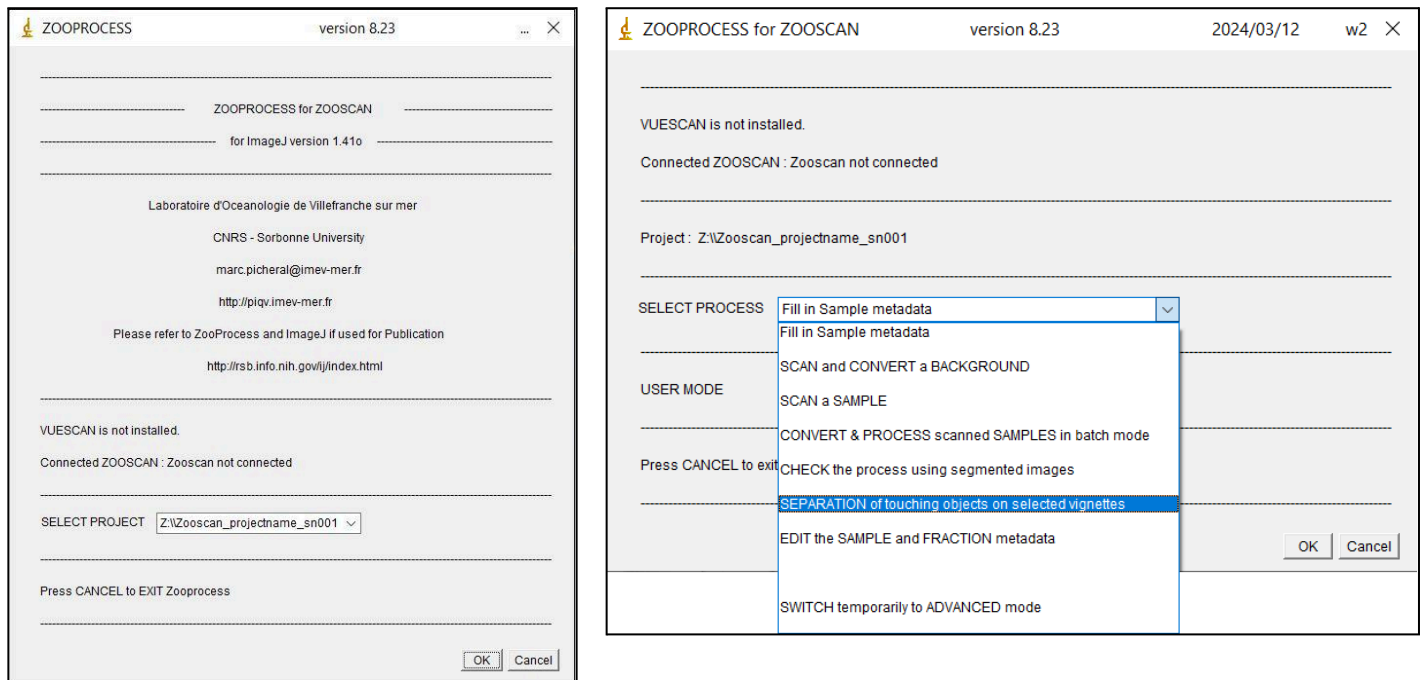 ZOOPROCESS version 8.23 ...
ZOOPROCESS for ZOOSCAN
for ImageJ version 1.41o
Laboratoire d'Oceanologie de Villefranche sur mer
CNRS - Sorbonne University
marc.picheral@imev-mer.fr
http://piqv.imev-mer.fr
Please refer to ZooProcess and ImageJ if used for Publication
http://rsb.info.nih.gov/ij/index.html
VUESCAN is not installed.
Connected ZOOSCAN : Zooscan not connected
SELECT PROJECT Z:\\Zooscan_projectname_sn001
Press CANCEL to EXIT Zooprocess
OK Cancel
ZOOPROCESS for ZOOSCAN version 8.23 2024/03/12 w2
VUESCAN is not installed.
Connected ZOOSCAN : Zooscan not connected
Project : Z:\\Zooscan_projectname_sn001
SELECT PROCESS Fill in Sample metadata
Fill in Sample metadata
SCAN and CONVERT a BACKGROUND
USER MODE
SCAN a SAMPLE
CONVERT & PROCESS scanned SAMPLES in batch mode
Press CANCEL to exit
CHECK the process using segmented images
SEPARATION of touching objects on selected vignettes
EDIT the SAMPLE and FRACTION metadata
OK Cancel
SWITCH temporarily to ADVANCED mode